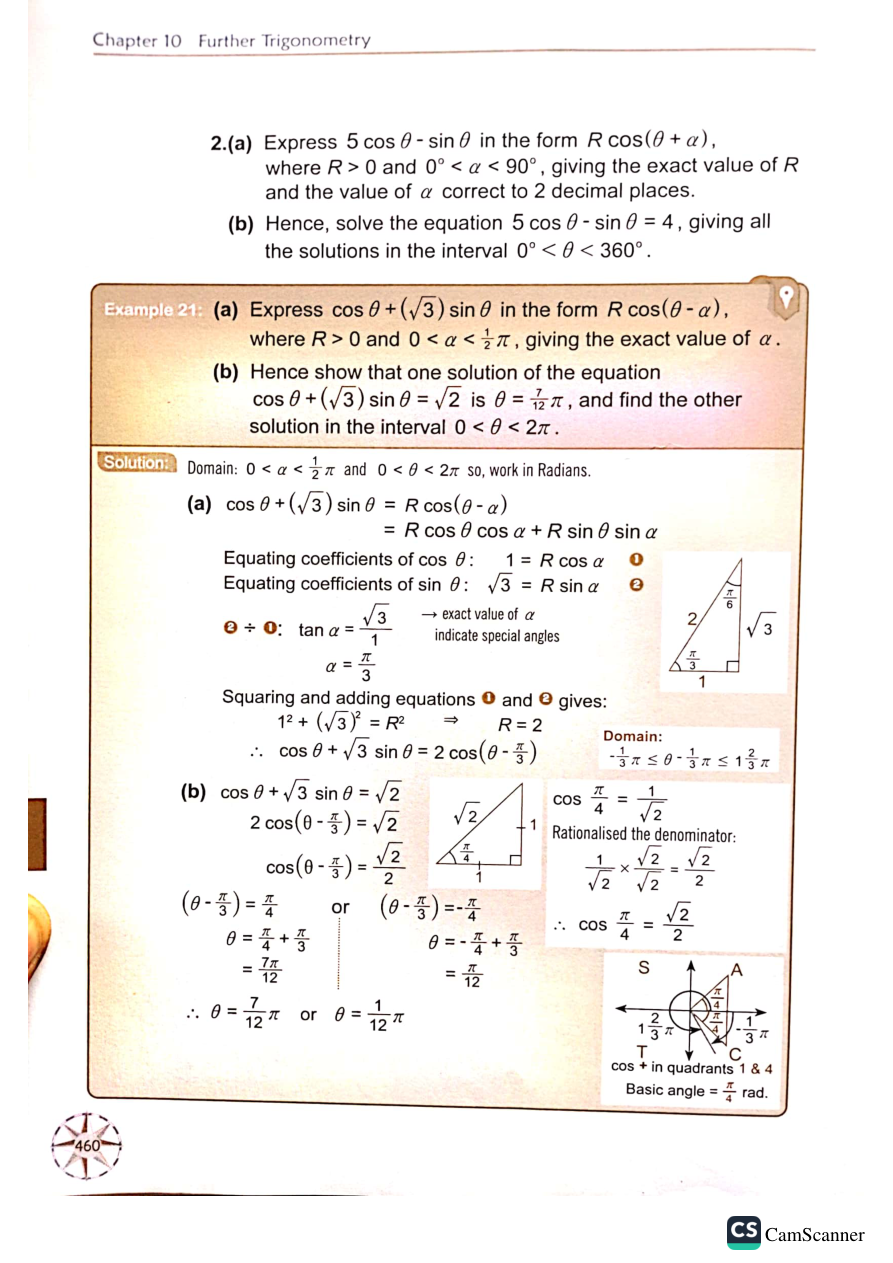 Chapter 10 Further Trigonometry
2.(a) Express 5 cos θ - sin θ in the form R cos(θ + α),
where R > 0 and 0° < α < 90°, giving the exact value of R
and the value of α correct to 2 decimal places.
(b) Hence, solve the equation 5 cos θ - sin θ = 4, giving all
the solutions in the interval 0° < θ < 360°.
Example 21: (a) Express cos θ + (√3) sin θ in the form R cos(θ - α),
where R > 0 and 0 < α < 1/2 π, giving the exact value of α.
(b) Hence show that one solution of the equation
cos θ + (√3) sin θ = √2 is θ = 7/12 π, and find the other
solution in the interval 0 < θ < 2π.
Solution: Domain: 0 < α < 1/2 π and 0 < θ < 2π so, work in Radians.
(a) cos θ + (√3) sin θ = R cos(θ - α)
= R cos θ cos α + R sin θ sin α
Equating coefficients of cos θ: 1 = R cos α ❶
Equating coefficients of sin θ: √3 = R sin α ❷
❷ ÷ ❶: tan α = √3/1 → exact value of α
indicate special angles
α = π/3
π/6
2
√3
π/3
1
Squaring and adding equations ❶ and ❷ gives:
1² + (√3)² = R² ⇒ R = 2
∴ cos θ + √3 sin θ = 2 cos(θ - π/3)
Domain:
-1/3 π ≤ θ - 1/3 π ≤ 1 2/3 π
(b) cos θ + √3 sin θ = √2
2 cos(θ - π/3) = √2
cos(θ - π/3) = √2/2
√2
1
π/4
1
cos π/4 = 1/√2
Rationalised the denominator:
1/√2 × √2/√2 = √2/2
∴ cos π/4 = √2/2
(θ - π/3) = π/4 or (θ - π/3) = -π/4
θ = π/4 + π/3 θ = -π/4 + π/3
= 7π/12 = π/12
∴ θ = 7/12 π or θ = 1/12 π
S A
π/4
π/4
1 2/3 π -1/3 π
T C
cos + in quadrants 1 & 4
Basic angle = π/4 rad.
460
CS CamScanner